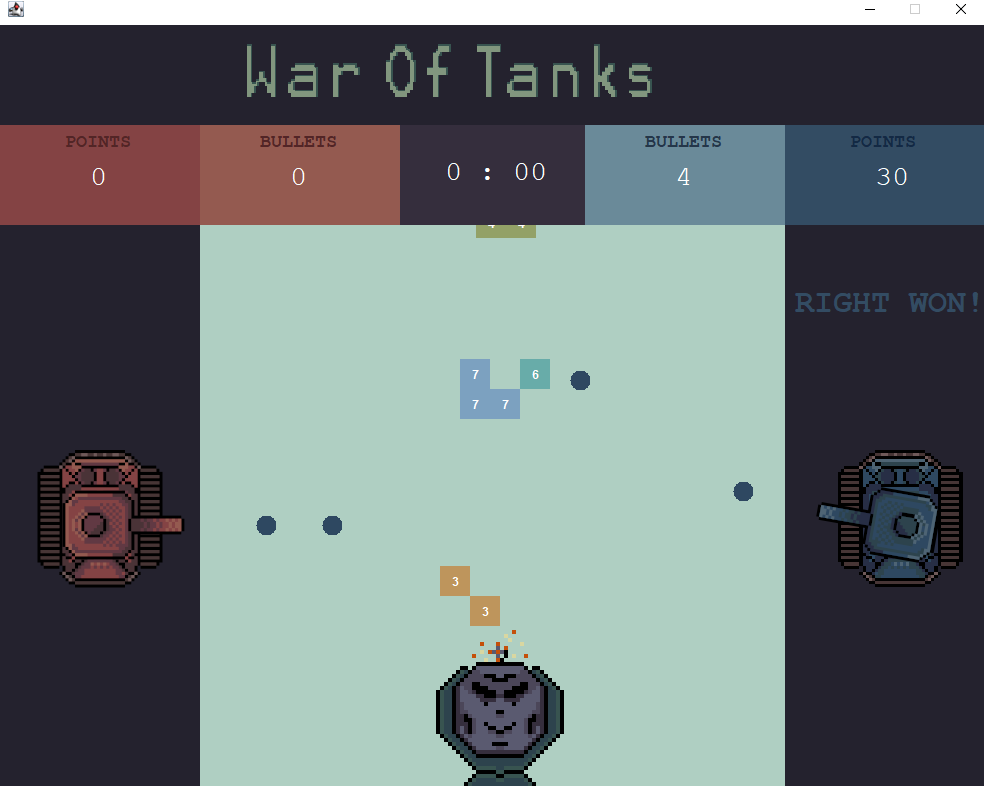 War Of Tanks
POINTS BULLETS BULLETS POINTS
0 0 0 : 00 4 30
RIGHT WON!
7 6
7 7
3
3